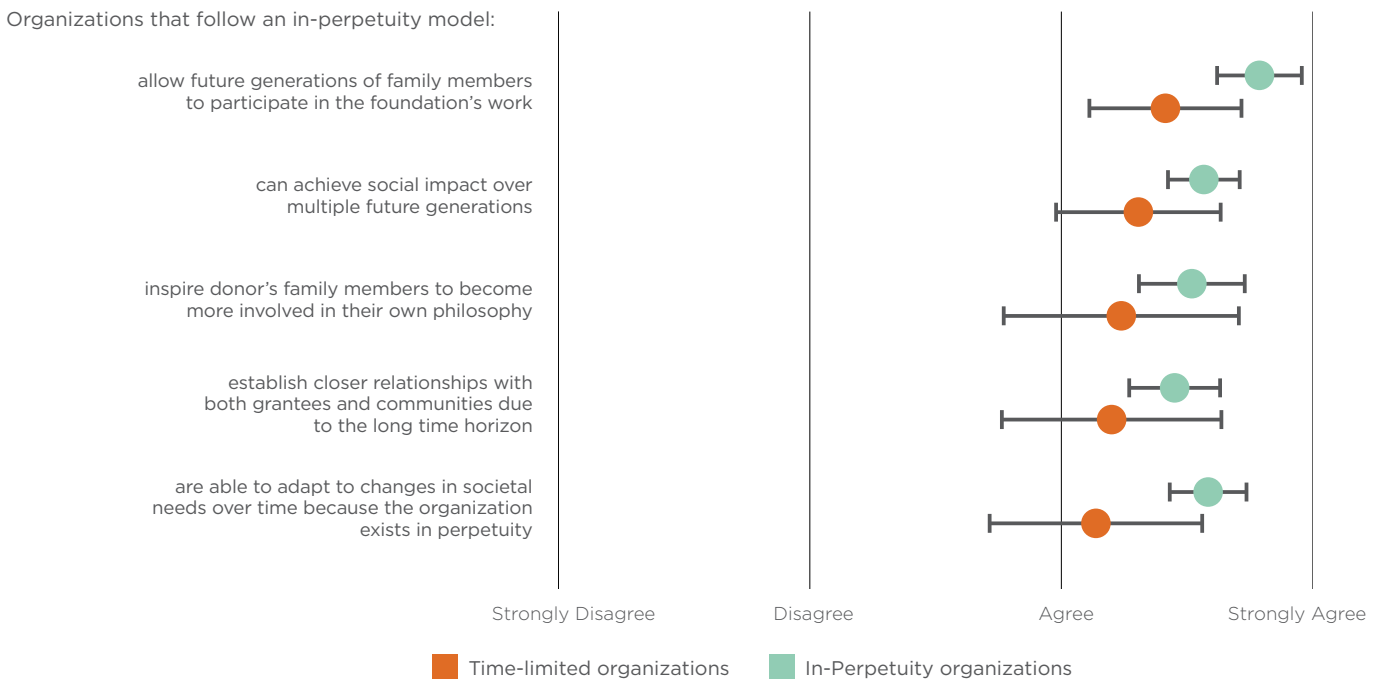 Organizations that follow an in-perpetuity model:
allow future generations of family members
to participate in the foundation’s work
can achieve social impact over
multiple future generations
inspire donor’s family members to become
more involved in their own philosophy
establish closer relationships with
both grantees and communities due
to the long time horizon
are able to adapt to changes in societal
needs over time because the organization
exists in perpetuity
Strongly Disagree
Disagree
Agree
Strongly Agree
Time-limited organizations
In-Perpetuity organizations